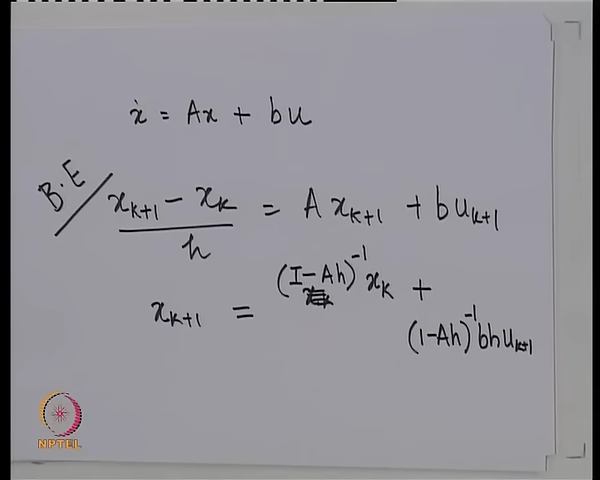 ẋ = Ax + bu
B.E
(x_{k+1} - x_k)/h = A x_{k+1} + b u_{k+1}
x_{k+1} = (I-Ah)^{-1} x_k +
(1-Ah)^{-1} bh u_{k+1}
NPTEL